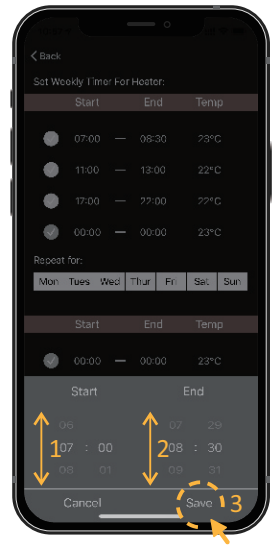 Back
Set Weekly Timer For Heater:
Start End Temp
07:00 — 08:30 23°C
11:00 — 13:00 22°C
17:00 — 22:00 22°C
00:00 — 00:00 23°C
Repeat for:
Mon Tues Wed Thur Fri Sat Sun
Start End Temp
00:00 — 00:00 23°C
Start End
06 07 29
1 07 : 00 2 08 : 30
08 01 09 31
Cancel Save 3